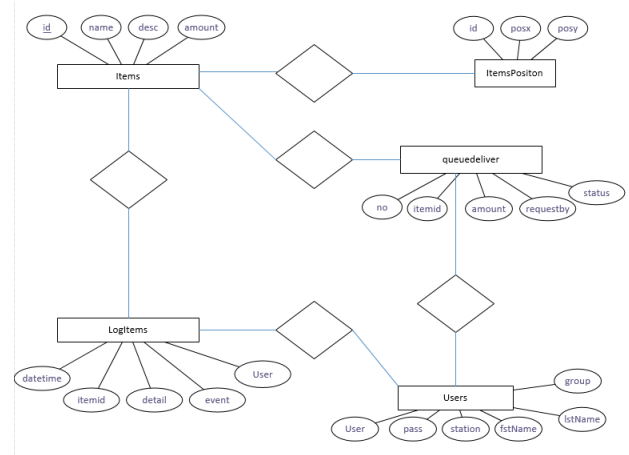 id name desc amount
id posx posy
Items
ItemsPositon
queuedeliver
no itemid amount requestby status
LogItems
datetime itemid detail event User
Users
User pass station fstName lstName group